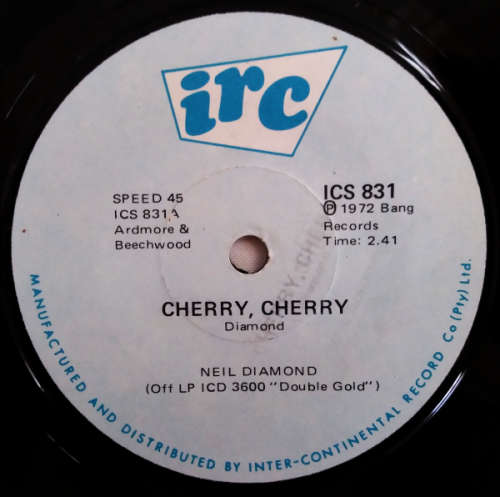 irc
SPEED 45
ICS 831A
Ardmore &
Beechwood
ICS 831
Ⓟ 1972 Bang
Records
Time: 2.41
CHERRY, CHERRY
Diamond
NEIL DIAMOND
(Off LP ICD 3600 "Double Gold")
MANUFACTURED AND DISTRIBUTED BY INTER-CONTINENTAL RECORD Co (Pty) Ltd.